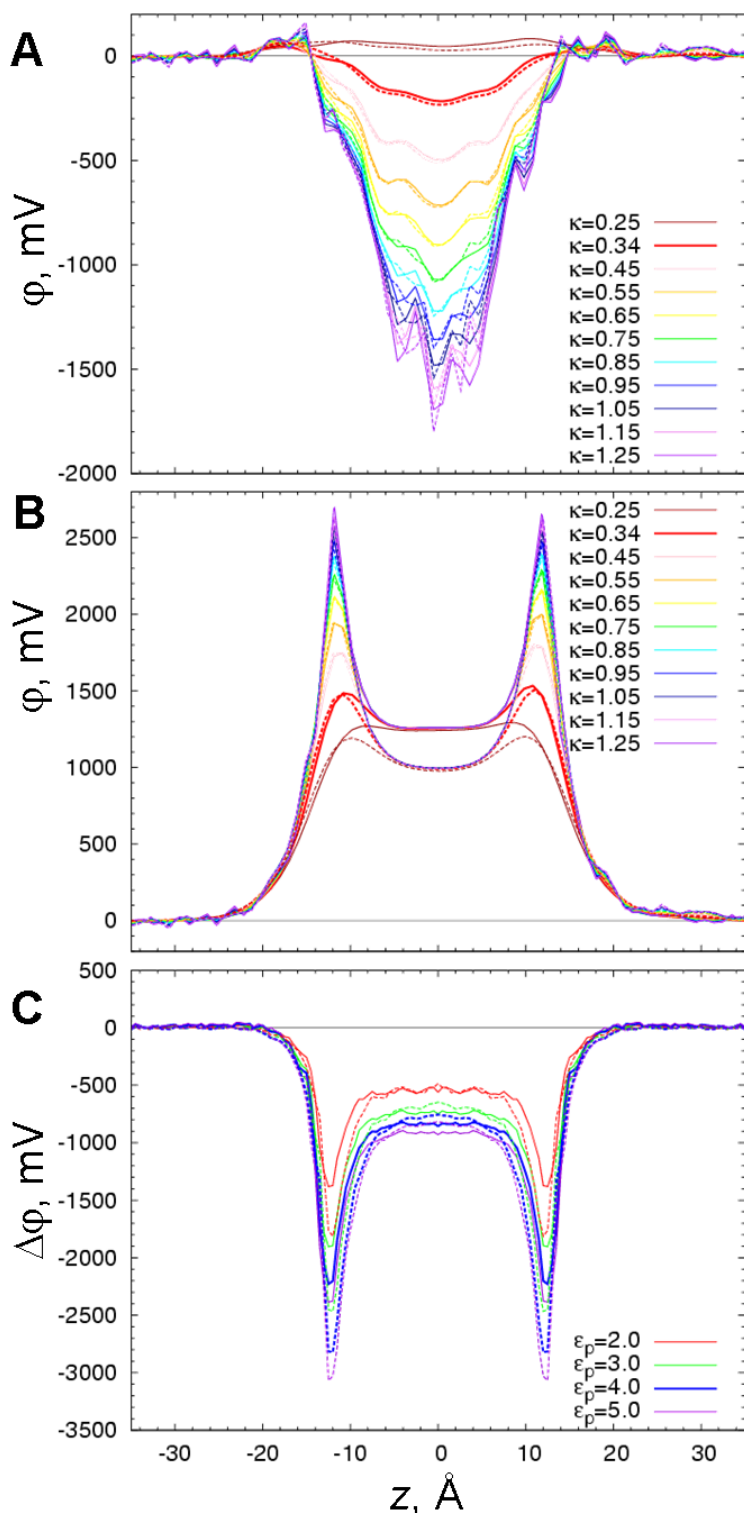 A
0
-500
-1000
-1500
-2000
φ, mV
κ=0.25
κ=0.34
κ=0.45
κ=0.55
κ=0.65
κ=0.75
κ=0.85
κ=0.95
κ=1.05
κ=1.15
κ=1.25
B
2500
2000
1500
1000
500
0
φ, mV
κ=0.25
κ=0.34
κ=0.45
κ=0.55
κ=0.65
κ=0.75
κ=0.85
κ=0.95
κ=1.05
κ=1.15
κ=1.25
C
500
0
-500
-1000
-1500
-2000
-2500
-3000
-3500
Δφ, mV
εp=2.0
εp=3.0
εp=4.0
εp=5.0
-30 -20 -10 0 10 20 30
z, Å